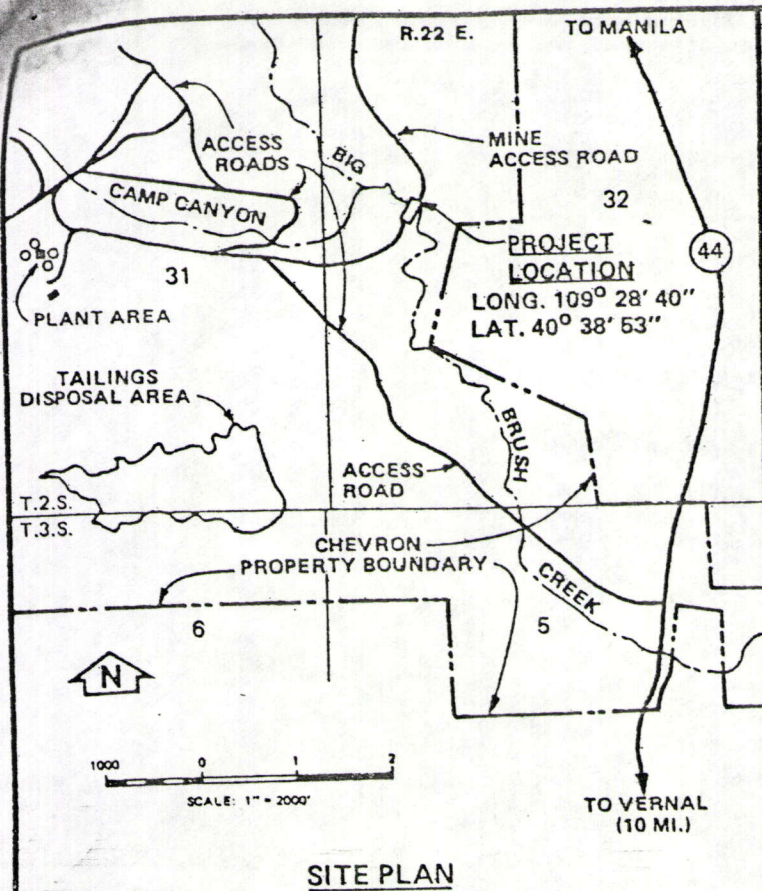 R.22 E.
TO MANILA
ACCESS
ROADS
BIG
MINE
ACCESS ROAD
CAMP CANYON
32
PROJECT
LOCATION
LONG. 109° 28' 40"
LAT. 40° 38' 53"
44
31
PLANT AREA
TAILINGS
DISPOSAL AREA
BRUSH
ACCESS
ROAD
T.2.S.
T.3.S.
CHEVRON
PROPERTY BOUNDARY
CREEK
6
5
N
1000 0 1 2
SCALE: 1" = 2000'
TO VERNAL
(10 MI.)
SITE PLAN